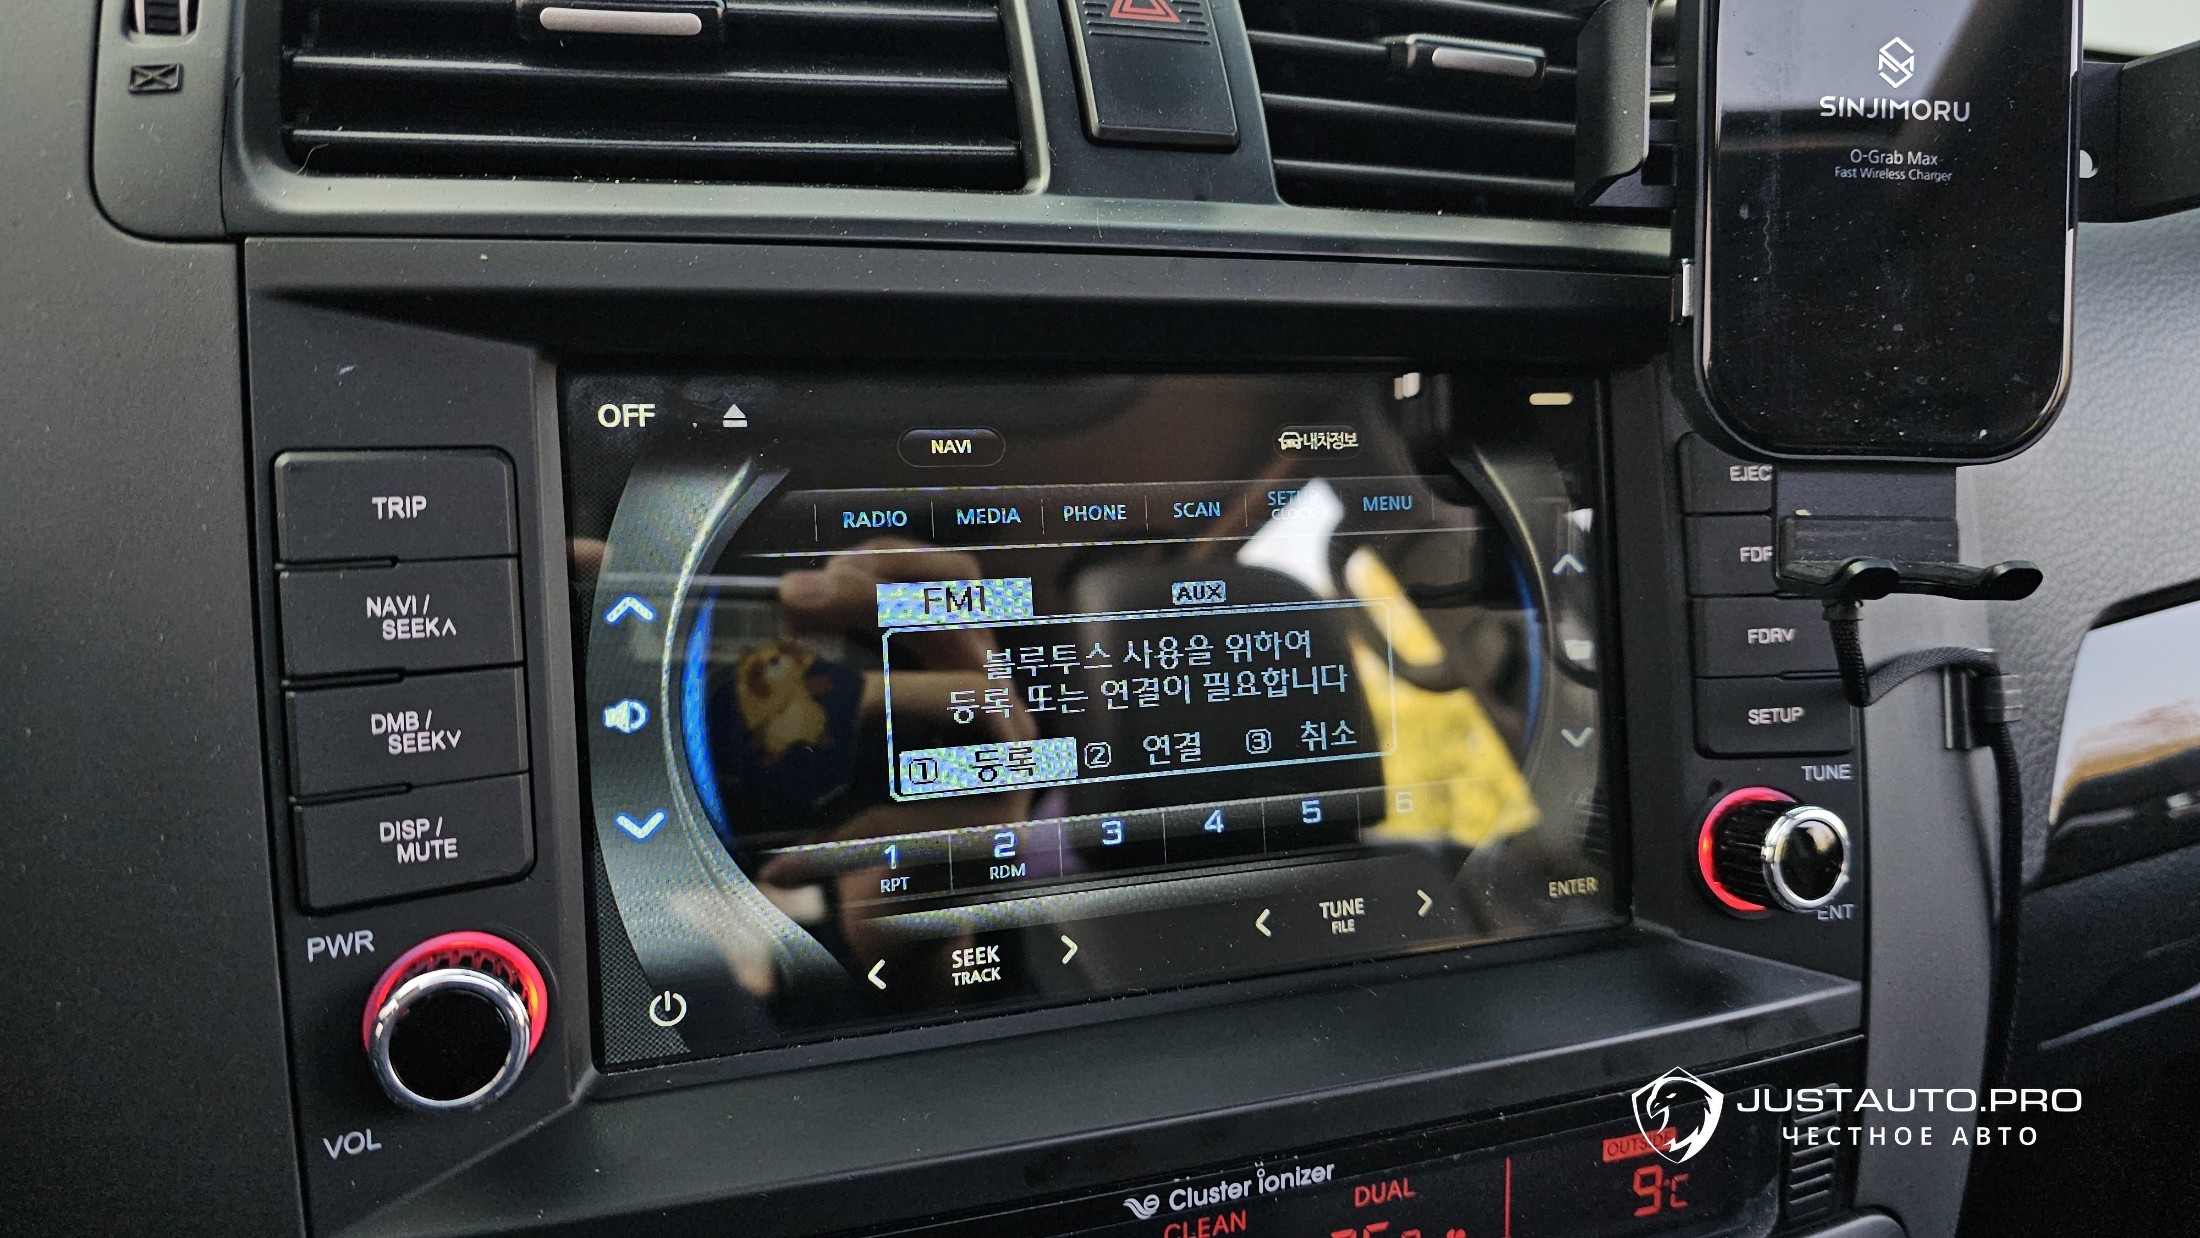 SINJIMORU
O-Grab Max
Fast Wireless Charger
OFF
NAVI
내차정보
RADIO MEDIA PHONE SCAN SETUP MENU
CLOCK
FM1 AUX
블루투스 사용을 위하여
등록 또는 연결이 필요합니다
① 등록 ② 연결 ③ 취소
1 2 3 4 5 6
RPT RDM
< SEEK >
TRACK
< TUNE >
FILE
ENTER
TRIP
NAVI /
SEEK∧
DMB /
SEEK∨
DISP /
MUTE
PWR
VOL
FDRV
SETUP
TUNE
ENT
JUSTAUTO.PRO
ЧЕСТНОЕ АВТО
OUTSIDE
9°C
Cluster ionizer
CLEAN
DUAL